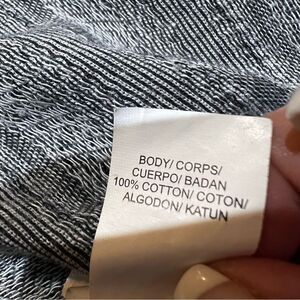 BODY/ CORPS/
CUERPO/ BADAN
100% COTTON/ COTON/
ALGODON/ KATUN